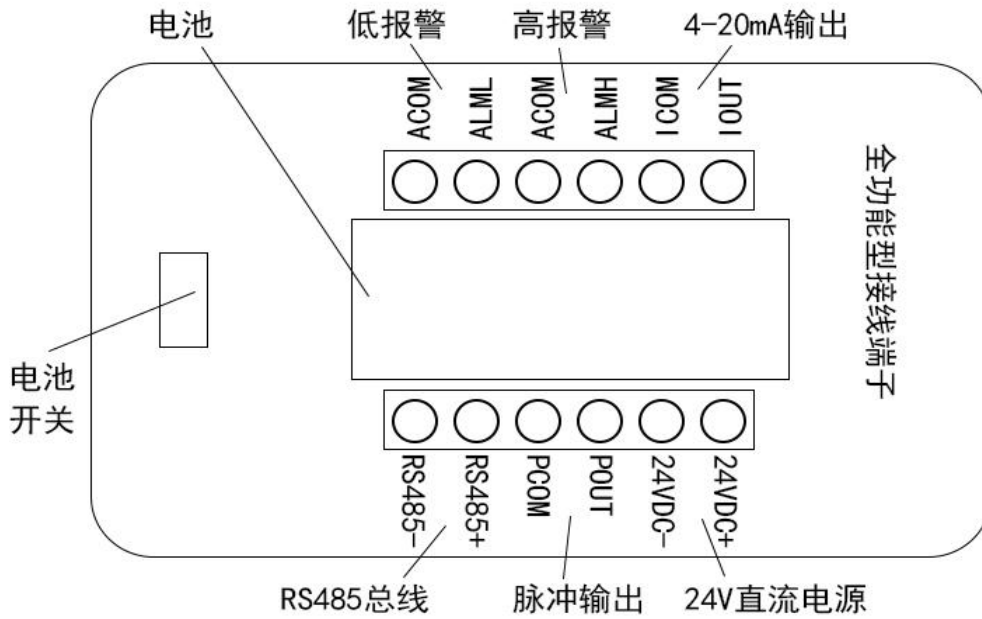 电池
低报警
高报警
4-20mA输出
ACOM
ALML
ACOM
ALMH
ICOM
IOUT
全功能型接线端子
电池
开关
RS485-
RS485+
PCOM
POUT
24VDC-
24VDC+
RS485总线
脉冲输出
24V直流电源